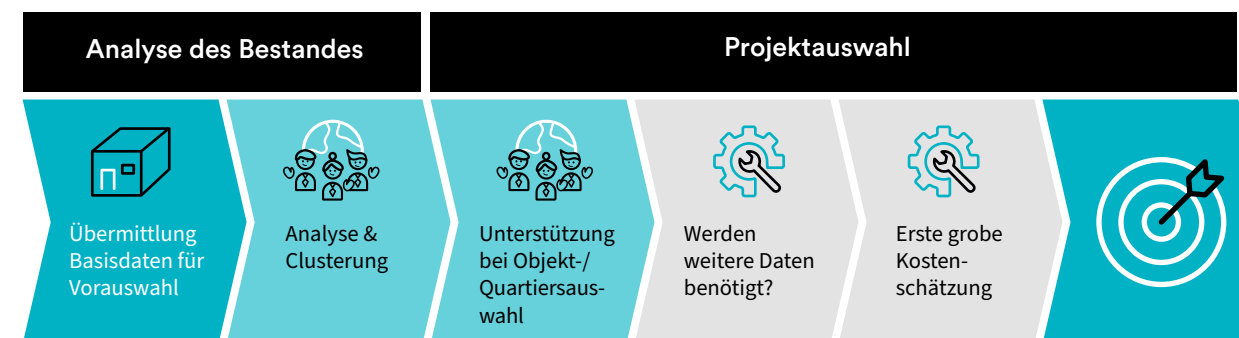 Analyse des Bestandes
Projektauswahl
Übermittlung
Basisdaten für
Vorauswahl
Analyse &
Clusterung
Unterstützung
bei Objekt-/
Quartiersaus-
wahl
Werden
weitere Daten
benötigt?
Erste grobe
Kosten-
schätzung